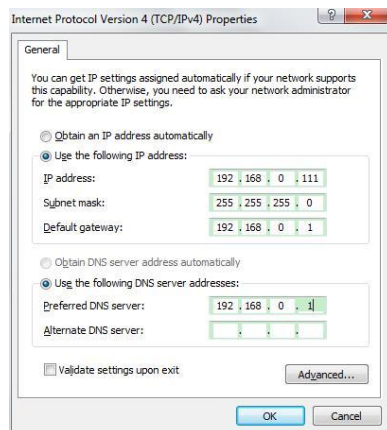 Internet Protocol Version 4 (TCP/IPv4) Properties
General
You can get IP settings assigned automatically if your network supports
this capability. Otherwise, you need to ask your network administrator
for the appropriate IP settings.
Obtain an IP address automatically
Use the following IP address:
IP address: 192 . 168 . 0 . 111
Subnet mask: 255 . 255 . 255 . 0
Default gateway: 192 . 168 . 0 . 1
Obtain DNS server address automatically
Use the following DNS server addresses:
Preferred DNS server: 192 . 168 . 0 . 1
Alternate DNS server: . . .
Validate settings upon exit
Advanced...
OK Cancel